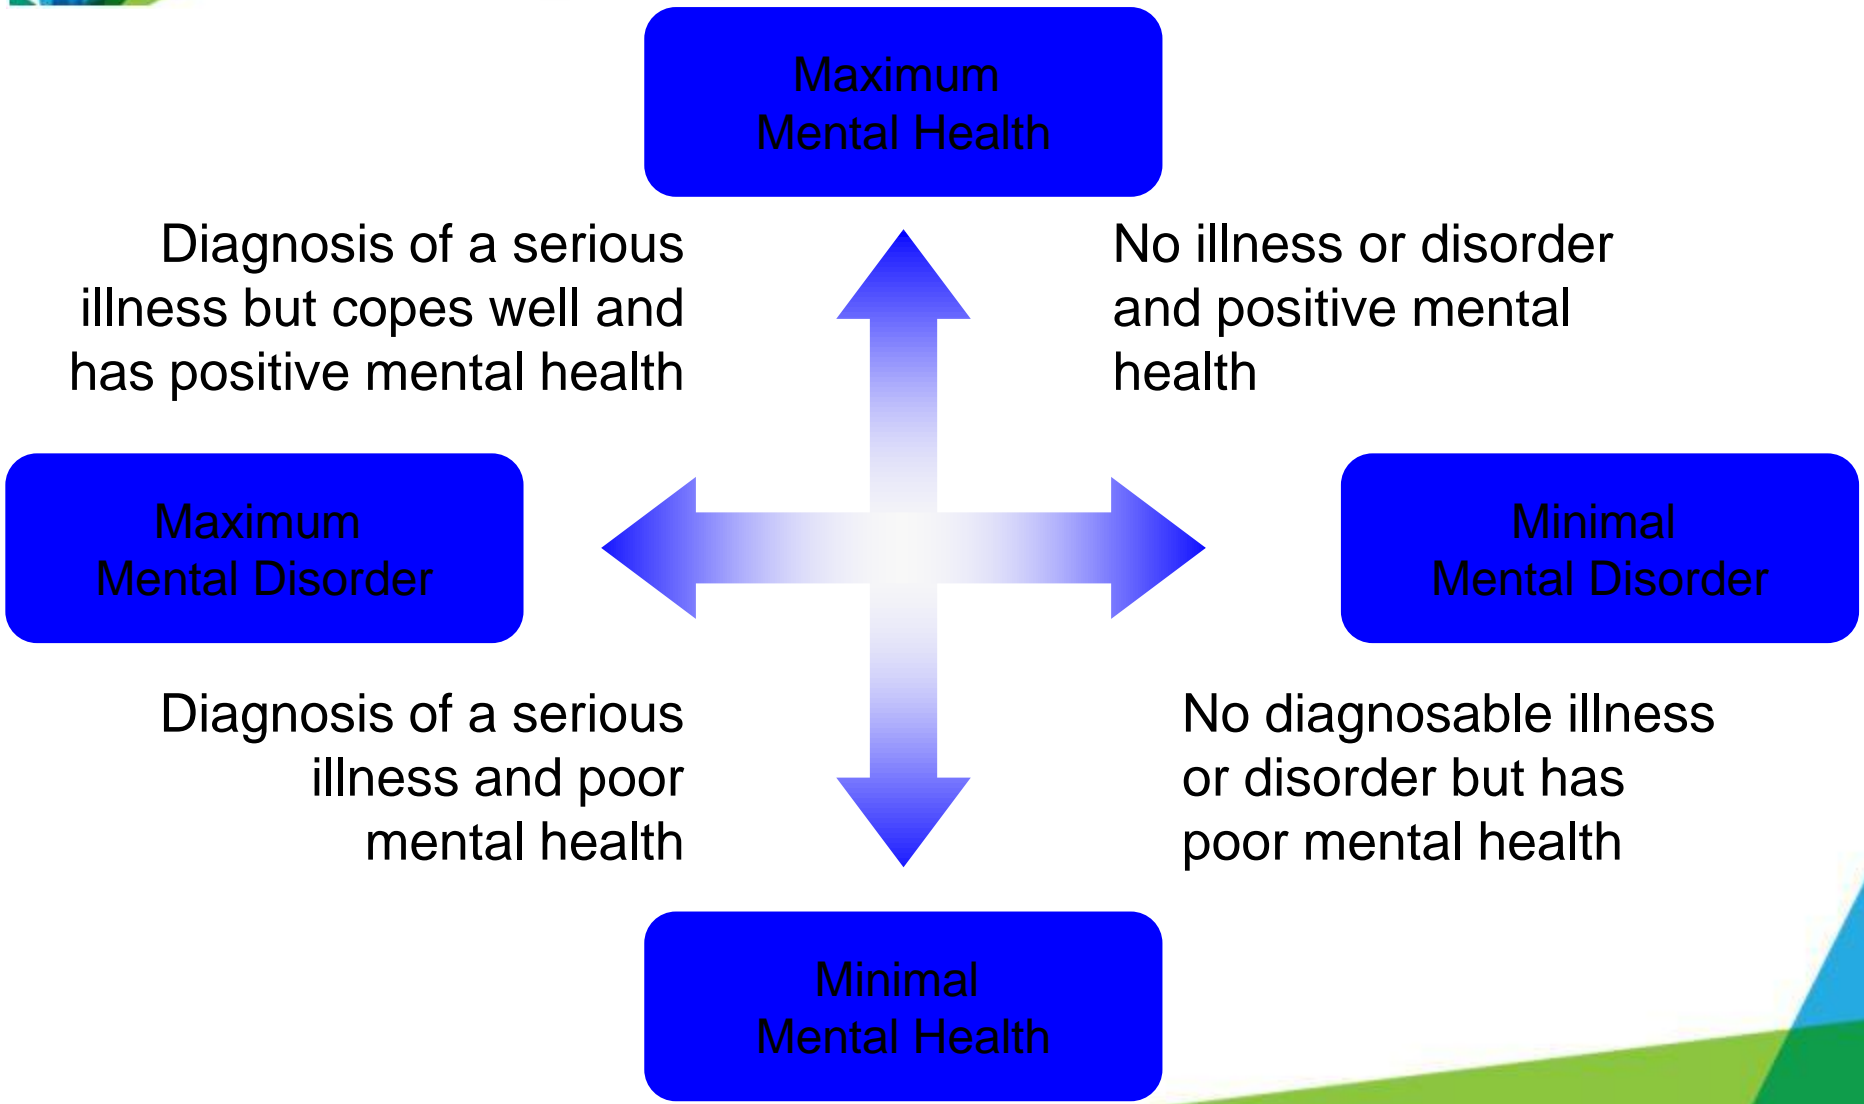 Maximum
Mental Health
Diagnosis of a serious
illness but copes well and
has positive mental health
No illness or disorder
and positive mental
health
Maximum
Mental Disorder
Minimal
Mental Disorder
Diagnosis of a serious
illness and poor
mental health
No diagnosable illness
or disorder but has
poor mental health
Minimal
Mental Health